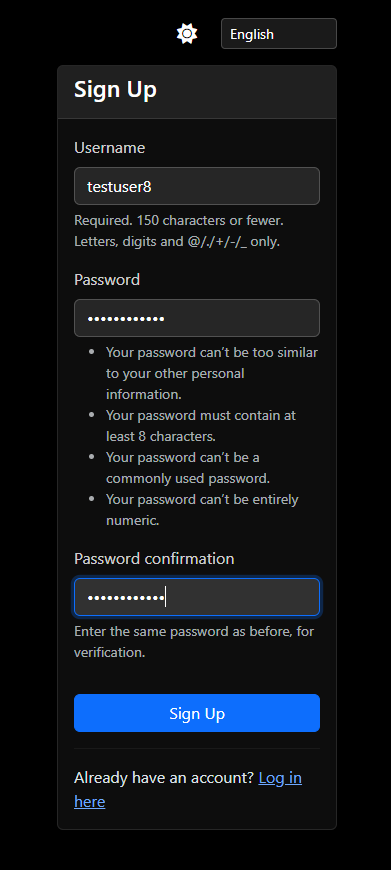 English
Sign Up
Username
testuser8
Required. 150 characters or fewer.
Letters, digits and @/./+/-/_ only.
Password
••••••••••••
• Your password can’t be too similar
to your other personal
information.
• Your password must contain at
least 8 characters.
• Your password can’t be a
commonly used password.
• Your password can’t be entirely
numeric.
Password confirmation
••••••••••••
Enter the same password as before, for
verification.
Sign Up
Already have an account? Log in
here